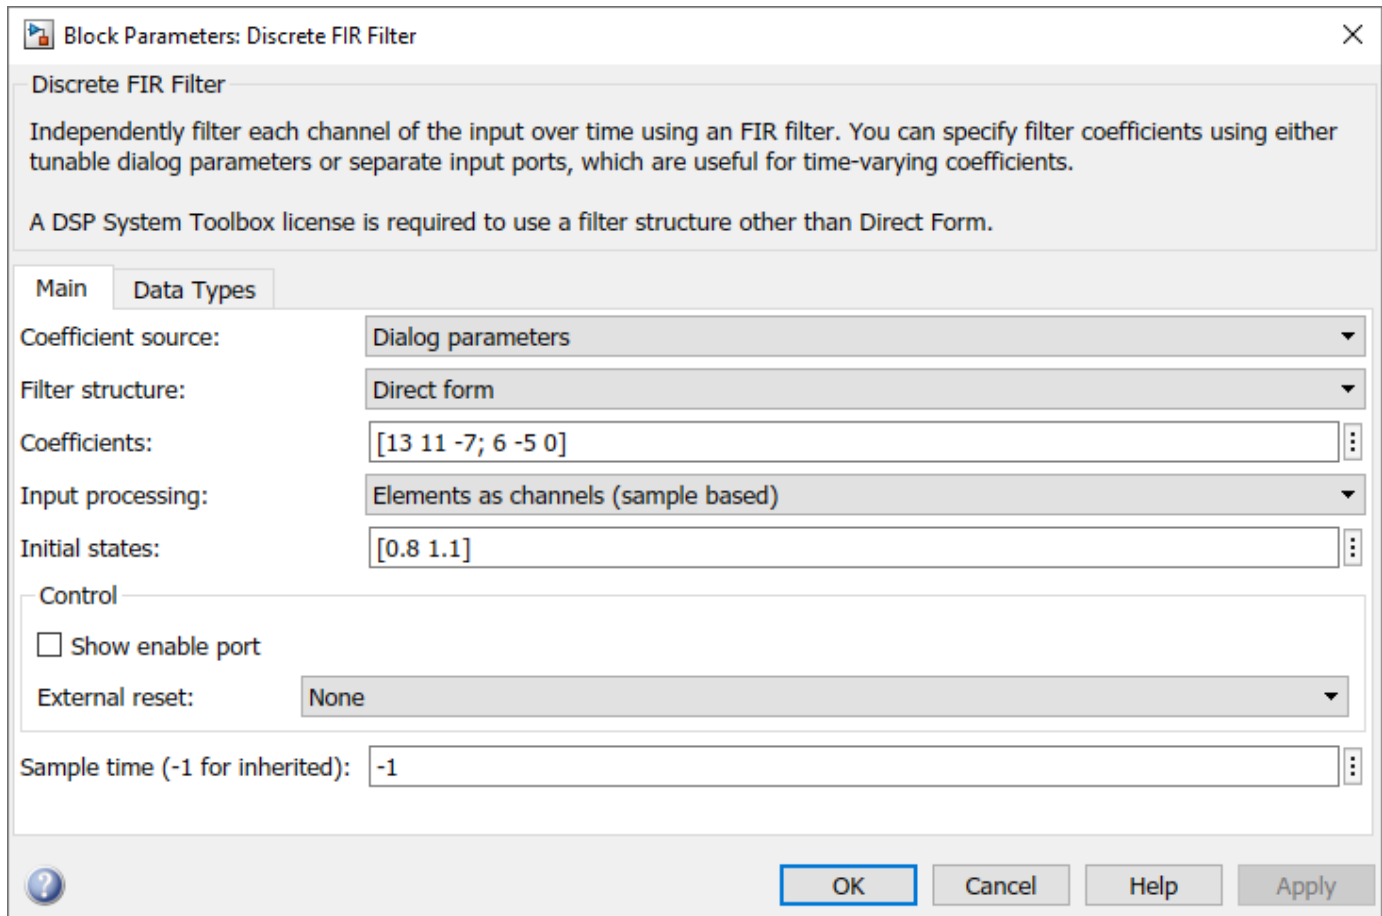 Block Parameters: Discrete FIR Filter
Discrete FIR Filter
Independently filter each channel of the input over time using an FIR filter. You can specify filter coefficients using either
tunable dialog parameters or separate input ports, which are useful for time-varying coefficients.
A DSP System Toolbox license is required to use a filter structure other than Direct Form.
Main Data Types
Coefficient source: Dialog parameters
Filter structure: Direct form
Coefficients: [13 11 -7; 6 -5 0]
Input processing: Elements as channels (sample based)
Initial states: [0.8 1.1]
Control
Show enable port
External reset: None
Sample time (-1 for inherited): -1
? OK Cancel Help Apply